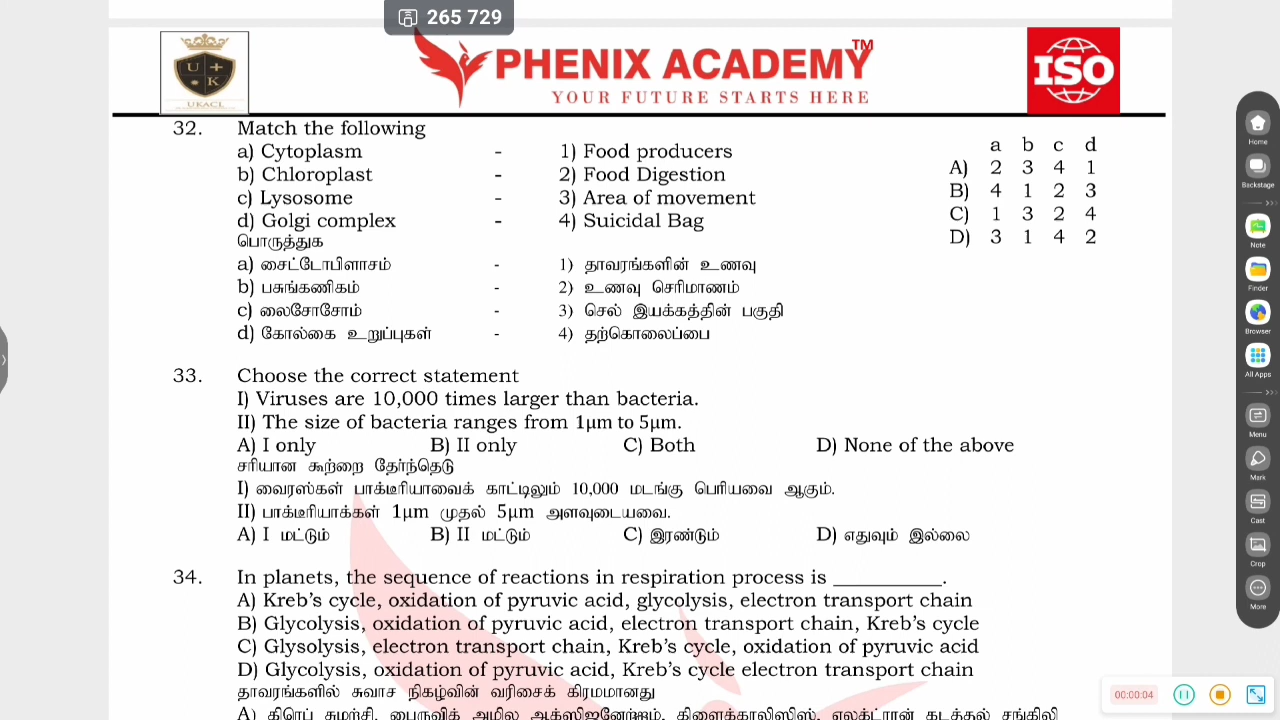 265 729
U K
UKACL
PHENIX ACADEMY™
YOUR FUTURE STARTS HERE
ISO
32. Match the following
a b c d
a) Cytoplasm - 1) Food producers
A) 2 3 4 1
b) Chloroplast - 2) Food Digestion
B) 4 1 2 3
c) Lysosome - 3) Area of movement
C) 1 3 2 4
d) Golgi complex - 4) Suicidal Bag
D) 3 1 4 2
பொருத்துக
a) சைட்டோபிளாசம் - 1) தாவரங்களின் உணவு
b) பசுங்கணிகம் - 2) உணவு செரிமாணம்
c) லைசோசோம் - 3) செல் இயக்கத்தின் பகுதி
d) கோல்கை உறுப்புகள் - 4) தற்கொலைப்பை
33. Choose the correct statement
I) Viruses are 10,000 times larger than bacteria.
II) The size of bacteria ranges from 1µm to 5µm.
A) I only B) II only C) Both D) None of the above
சரியான கூற்றை தேர்ந்தெடு
I) வைரஸ்கள் பாக்டீரியாவைக் காட்டிலும் 10,000 மடங்கு பெரியவை ஆகும்.
II) பாக்டீரியாக்கள் 1µm முதல் 5µm அளவுடையவை.
A) I மட்டும் B) II மட்டும் C) இரண்டும் D) எதுவும் இல்லை
34. In planets, the sequence of reactions in respiration process is __________.
A) Kreb's cycle, oxidation of pyruvic acid, glycolysis, electron transport chain
B) Glycolysis, oxidation of pyruvic acid, electron transport chain, Kreb's cycle
C) Glysolysis, electron transport chain, Kreb's cycle, oxidation of pyruvic acid
D) Glycolysis, oxidation of pyruvic acid, Kreb's cycle electron transport chain
தாவரங்களில் சுவாச நிகழ்வின் வரிசைக் கிரமமானது
A) கிரெப் சுழற்சி, பைருவிக் அமில ஆக்ஸிஜனேற்றம், கிளைக்காலிஸிஸ், எலக்ட்ரான் கடத்தல் சங்கிலி
Home
Backstage
Note
Finder
Browser
All Apps
Menu
Mark
Cast
Crop
More
00:00:04